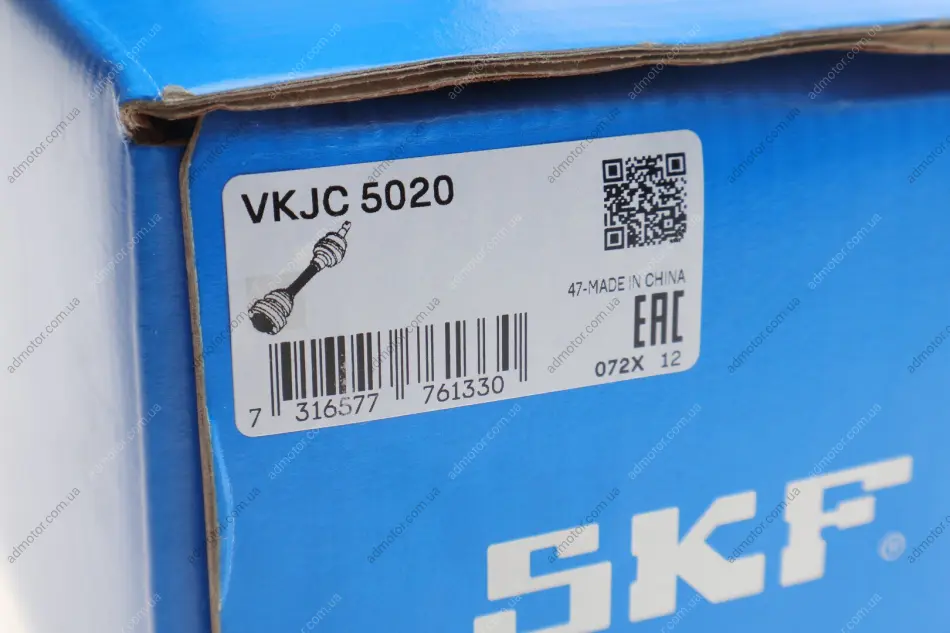 VKJC 5020
47-MADE IN CHINA
EAC
072X 12
7 316577 761330
SKF®
admotor.com.ua